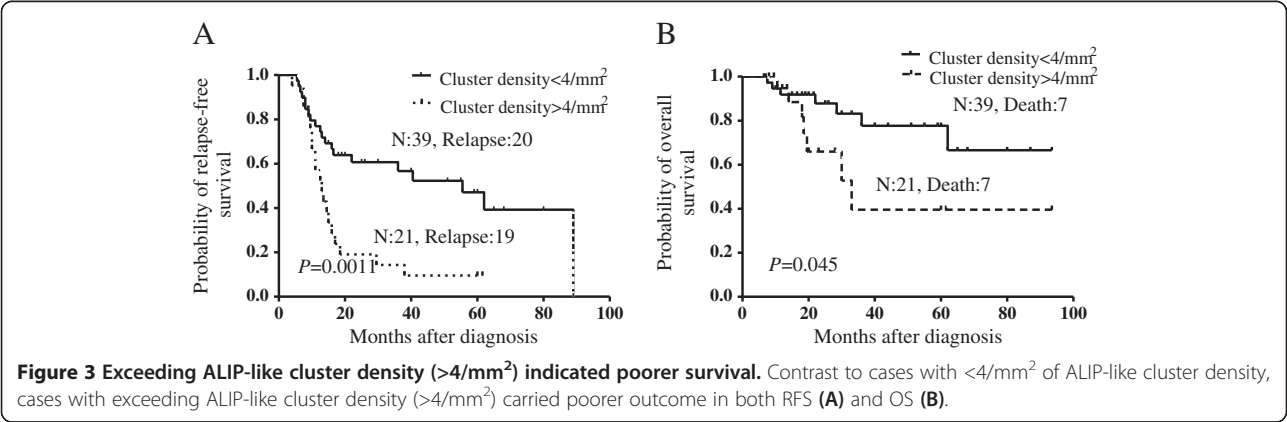 A
Cluster density<4/mm²
Cluster density>4/mm²
N:39, Relapse:20
N:21, Relapse:19
P=0.0011
Probability of relapse-free
survival
1.0
0.8
0.6
0.4
0.2
0.0
0 20 40 60 80 100
Months after diagnosis
B
Cluster density<4/mm²
Cluster density>4/mm²
N:39, Death:7
N:21, Death:7
P=0.045
Probability of overall
survival
1.0
0.8
0.6
0.4
0.2
0.0
0 20 40 60 80 100
Months after diagnosis
Figure 3 Exceeding ALIP-like cluster density (>4/mm²) indicated poorer survival. Contrast to cases with <4/mm² of ALIP-like cluster density,
cases with exceeding ALIP-like cluster density (>4/mm²) carried poorer outcome in both RFS (A) and OS (B).